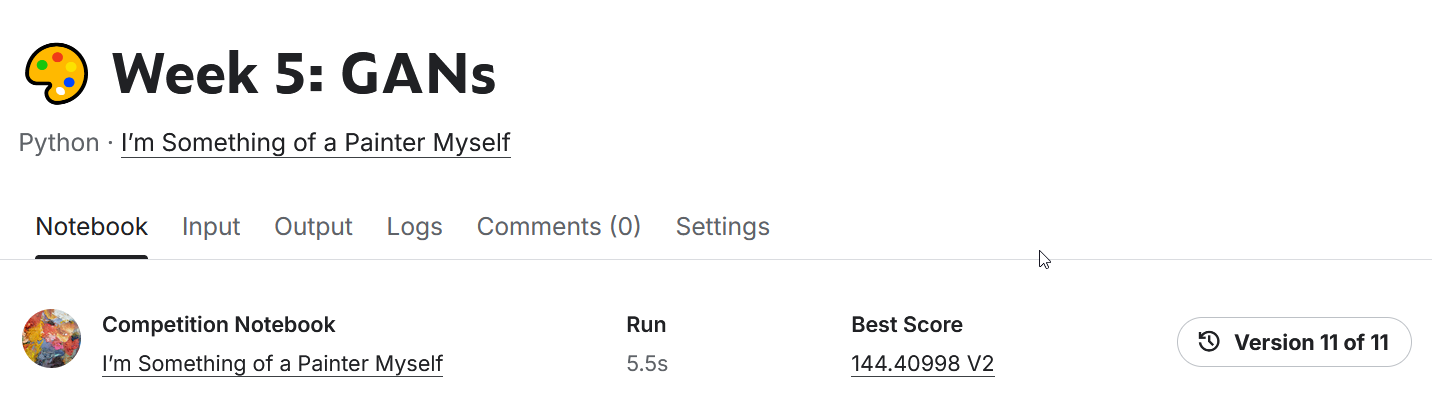 Week 5: GANs
Python · I’m Something of a Painter Myself
Notebook Input Output Logs Comments (0) Settings
Competition Notebook Run Best Score
I’m Something of a Painter Myself 5.5s 144.40998 V2
Version 11 of 11